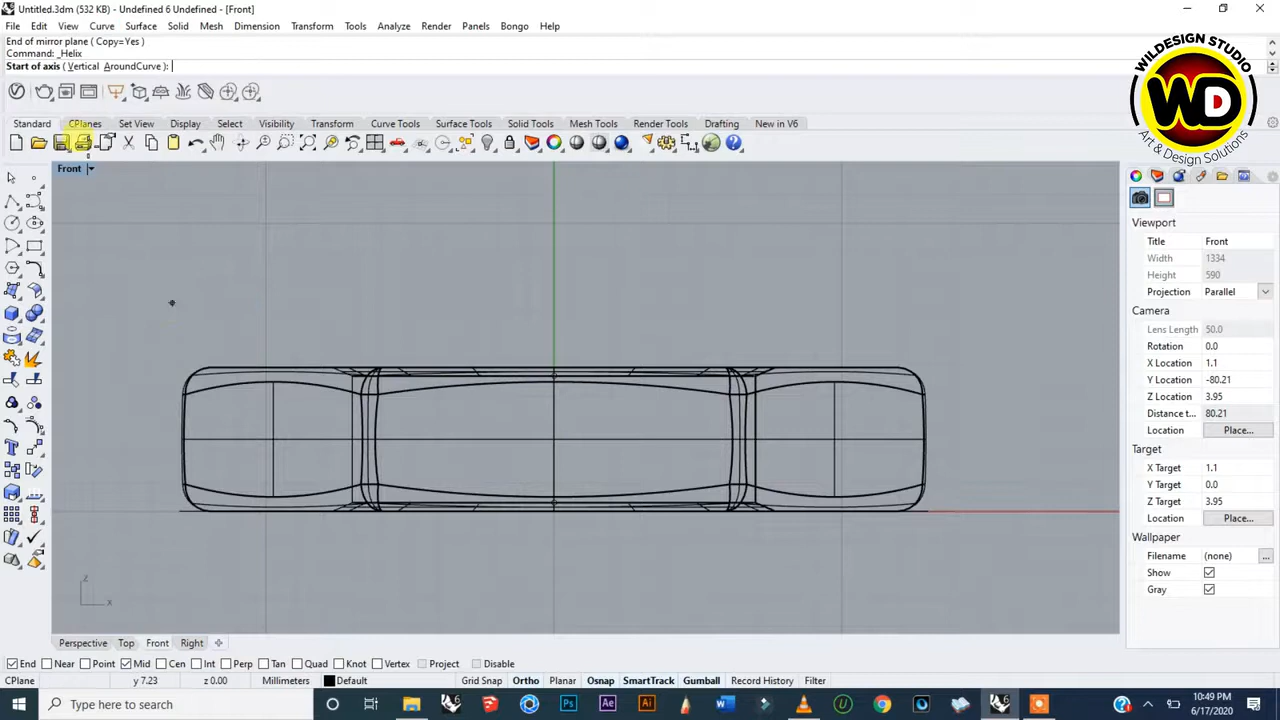 Untitled.3dm (532 KB) - Undefined 6 Undefined - [Front]
File Edit View Curve Surface Solid Mesh Dimension Transform Tools Analyze Render Panels Bongo Help
End of mirror plane ( Copy=Yes )
Command: _Helix
Start of axis ( Vertical AroundCurve ):
WILDESIGN STUDIO
WD
Art & Design Solutions
Standard CPlanes Set View Display Select Visibility Transform Curve Tools Surface Tools Solid Tools Mesh Tools Render Tools Drafting New in V6
Front
Viewport
Title Front
Width 1334
Height 590
Projection Parallel
Camera
Lens Length 50.0
Rotation 0.0
X Location 1.1
Y Location -80.21
Z Location 3.95
Distance t... 80.21
Location Place...
Target
X Target 1.1
Y Target 0.0
Z Target 3.95
Location Place...
Wallpaper
Filename (none) ...
Show
Gray
z
x
Perspective Top Front Right
End Near Point Mid Cen Int Perp Tan Quad Knot Vertex Project Disable
CPlane y 7.23 z 0.00 Millimeters Default Grid Snap Ortho Planar Osnap SmartTrack Gumball Record History Filter
Type here to search
10:49 PM
6/17/2020